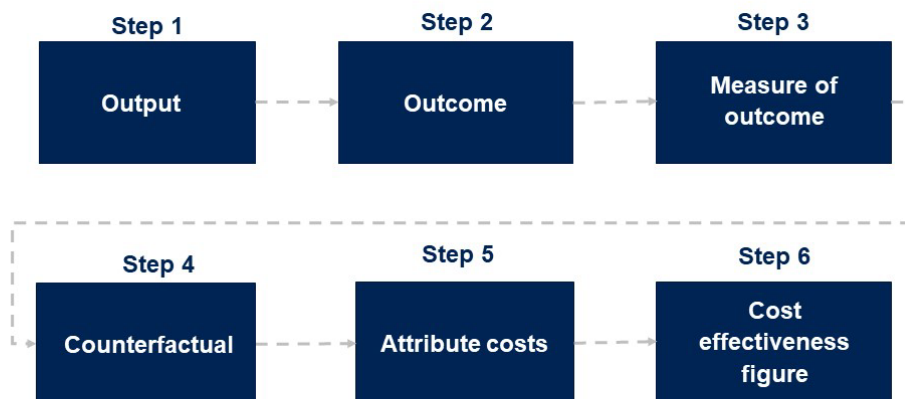 Step 1
Step 2
Step 3
Output
Outcome
Measure of
outcome
Step 4
Step 5
Step 6
Counterfactual
Attribute costs
Cost
effectiveness
figure